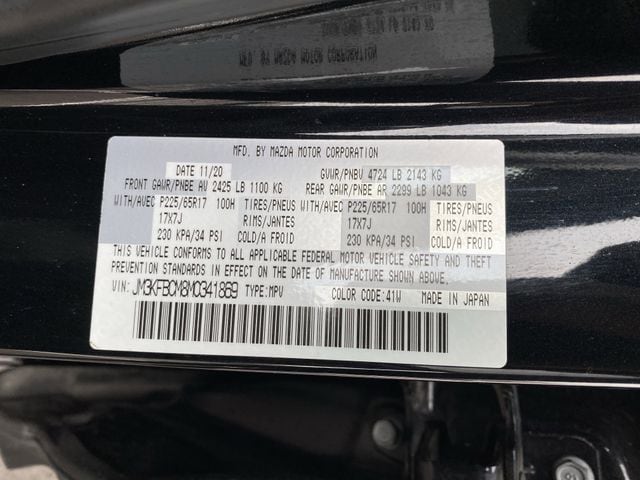 MFD. BY MAZDA MOTOR CORPORATION
DATE 11/20 GVWR/PNBV 4724 LB 2143 KG
FRONT GAWR/PNBE AV 2425 LB 1100 KG REAR GAWR/PNBE AR 2299 LB 1043 KG
WITH/AVEC P225/65R17 100H TIRES/PNEUS WITH/AVEC P225/65R17 100H TIRES/PNEUS
17X7J RIMS/JANTES 17X7J RIMS/JANTES
230 KPA/34 PSI COLD/A FROID 230 KPA/34 PSI COLD/A FROID
THIS VEHICLE CONFORMS TO ALL APPLICABLE FEDERAL MOTOR VEHICLE SAFETY AND THEFT
PREVENTION STANDARDS IN EFFECT ON THE DATE OF MANUFACTURE SHOWN ABOVE.
VIN: JM3KFBCM8M0341869 TYPE:MPV COLOR CODE:41W MADE IN JAPAN